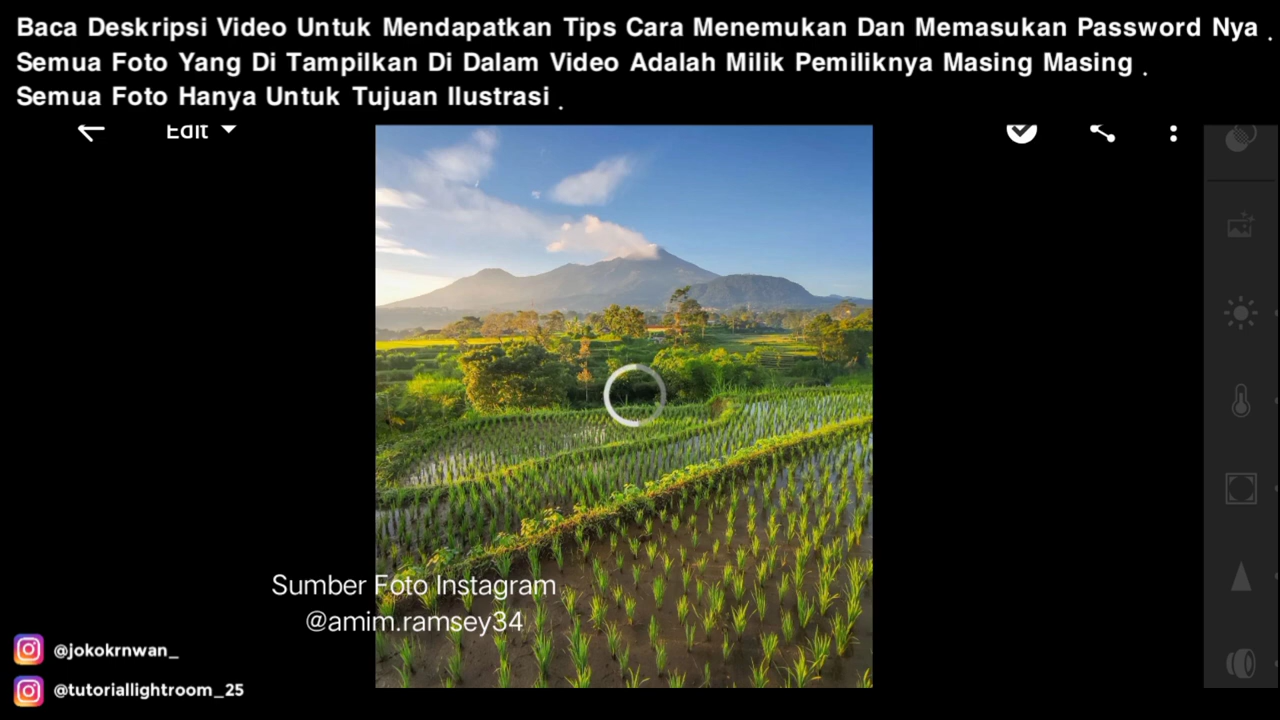 Baca Deskripsi Video Untuk Mendapatkan Tips Cara Menemukan Dan Memasukan Password Nya .
Semua Foto Yang Di Tampilkan Di Dalam Video Adalah Milik Pemiliknya Masing Masing .
Semua Foto Hanya Untuk Tujuan Ilustrasi .
Edit
Sumber Foto Instagram
@amim.ramsey34
@jokokrnwan_
@tutoriallightroom_25